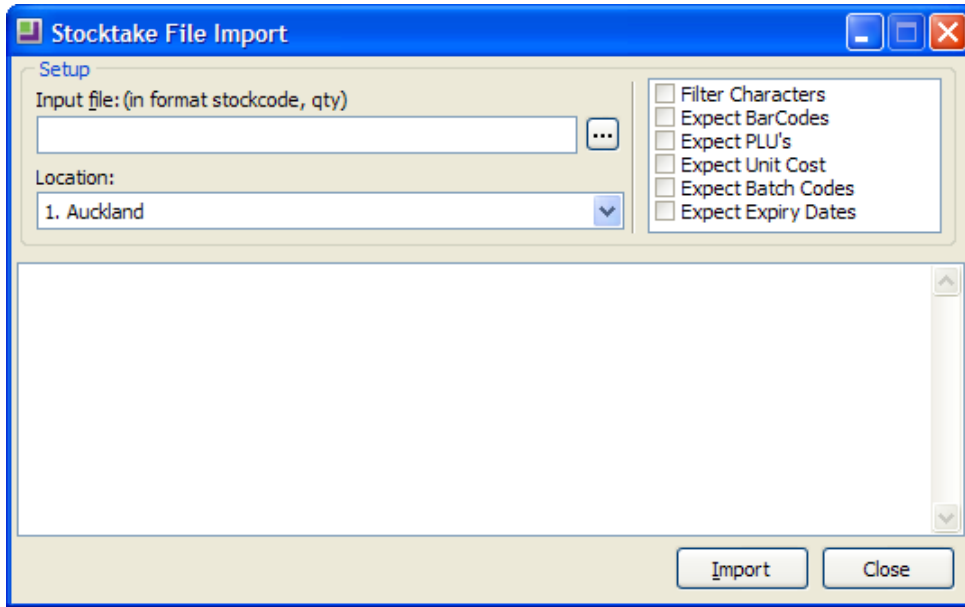 Stocktake File Import
Setup
Input file: (in format stockcode, qty)
...
Location:
1. Auckland
Filter Characters
Expect BarCodes
Expect PLU's
Expect Unit Cost
Expect Batch Codes
Expect Expiry Dates
Import
Close